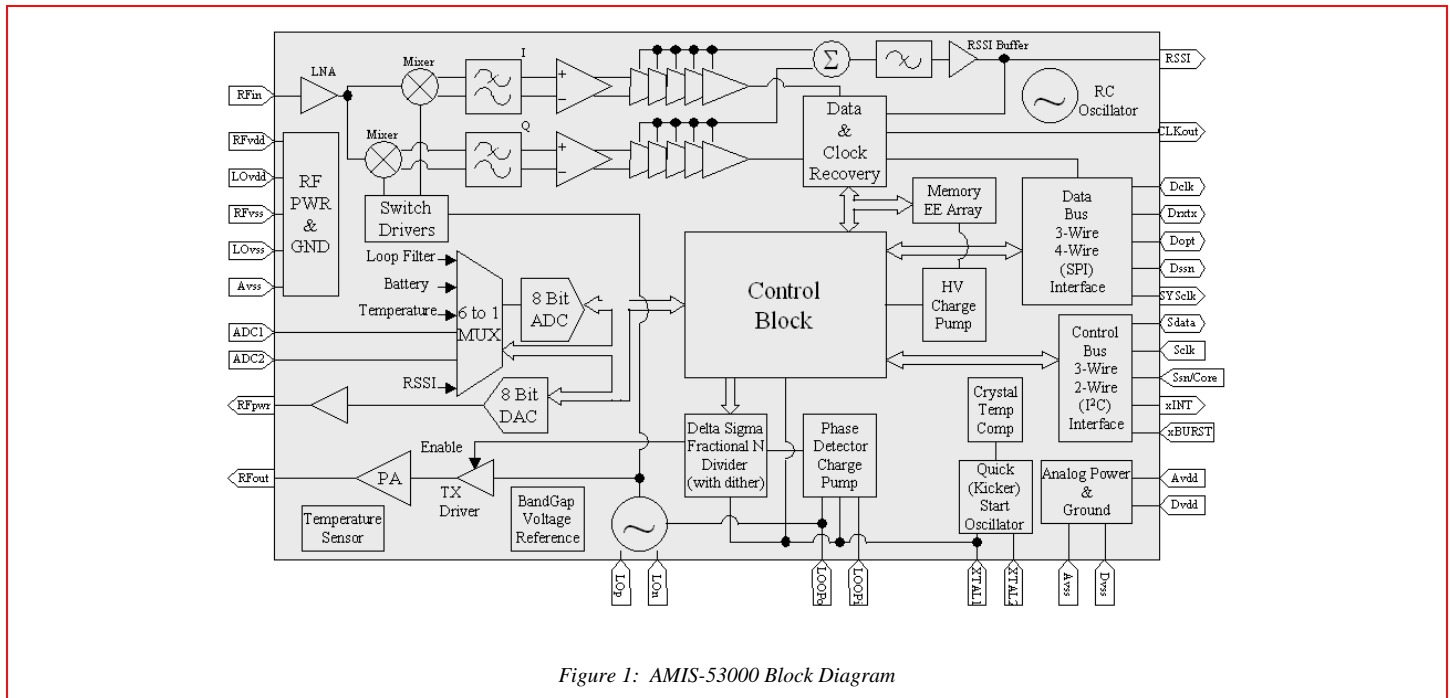 LNA
Mixer
I
Σ
RSSI Buffer
RSSI
RFin
RC
Oscillator
Data
&
Clock
Recovery
CLKout
Q
Mixer
RFvdd
LOvdd
RFvss
LOvss
Avss
RF
PWR
&
GND
Switch
Drivers
Memory
EE Array
Data
Bus
3-Wire
4-Wire
(SPI)
Interface
Dclk
Drxtx
Dopt
Dssn
SYSclk
Loop Filter
Battery
Temperature
ADC1
ADC2
RSSI
6 to 1
MUX
8 Bit
ADC
8 Bit
DAC
Control
Block
HV
Charge
Pump
Control
Bus
3-Wire
2-Wire
(I²C)
Interface
Sdata
Sclk
Ssn/Core
xINT
xBURST
RFpwr
Crystal
Temp
Comp
Enable
Delta Sigma
Fractional N
Divider
(with dither)
Phase
Detector
Charge
Pump
Quick
(Kicker)
Start
Oscillator
Analog Power
&
Ground
Avdd
Dvdd
RFout
PA
TX
Driver
BandGap
Voltage
Reference
Temperature
Sensor
LOp
LOn
LOOPo
LOOPi
XTAL1
XTAL2
Avss
Dvss
Figure 1: AMIS-53000 Block Diagram